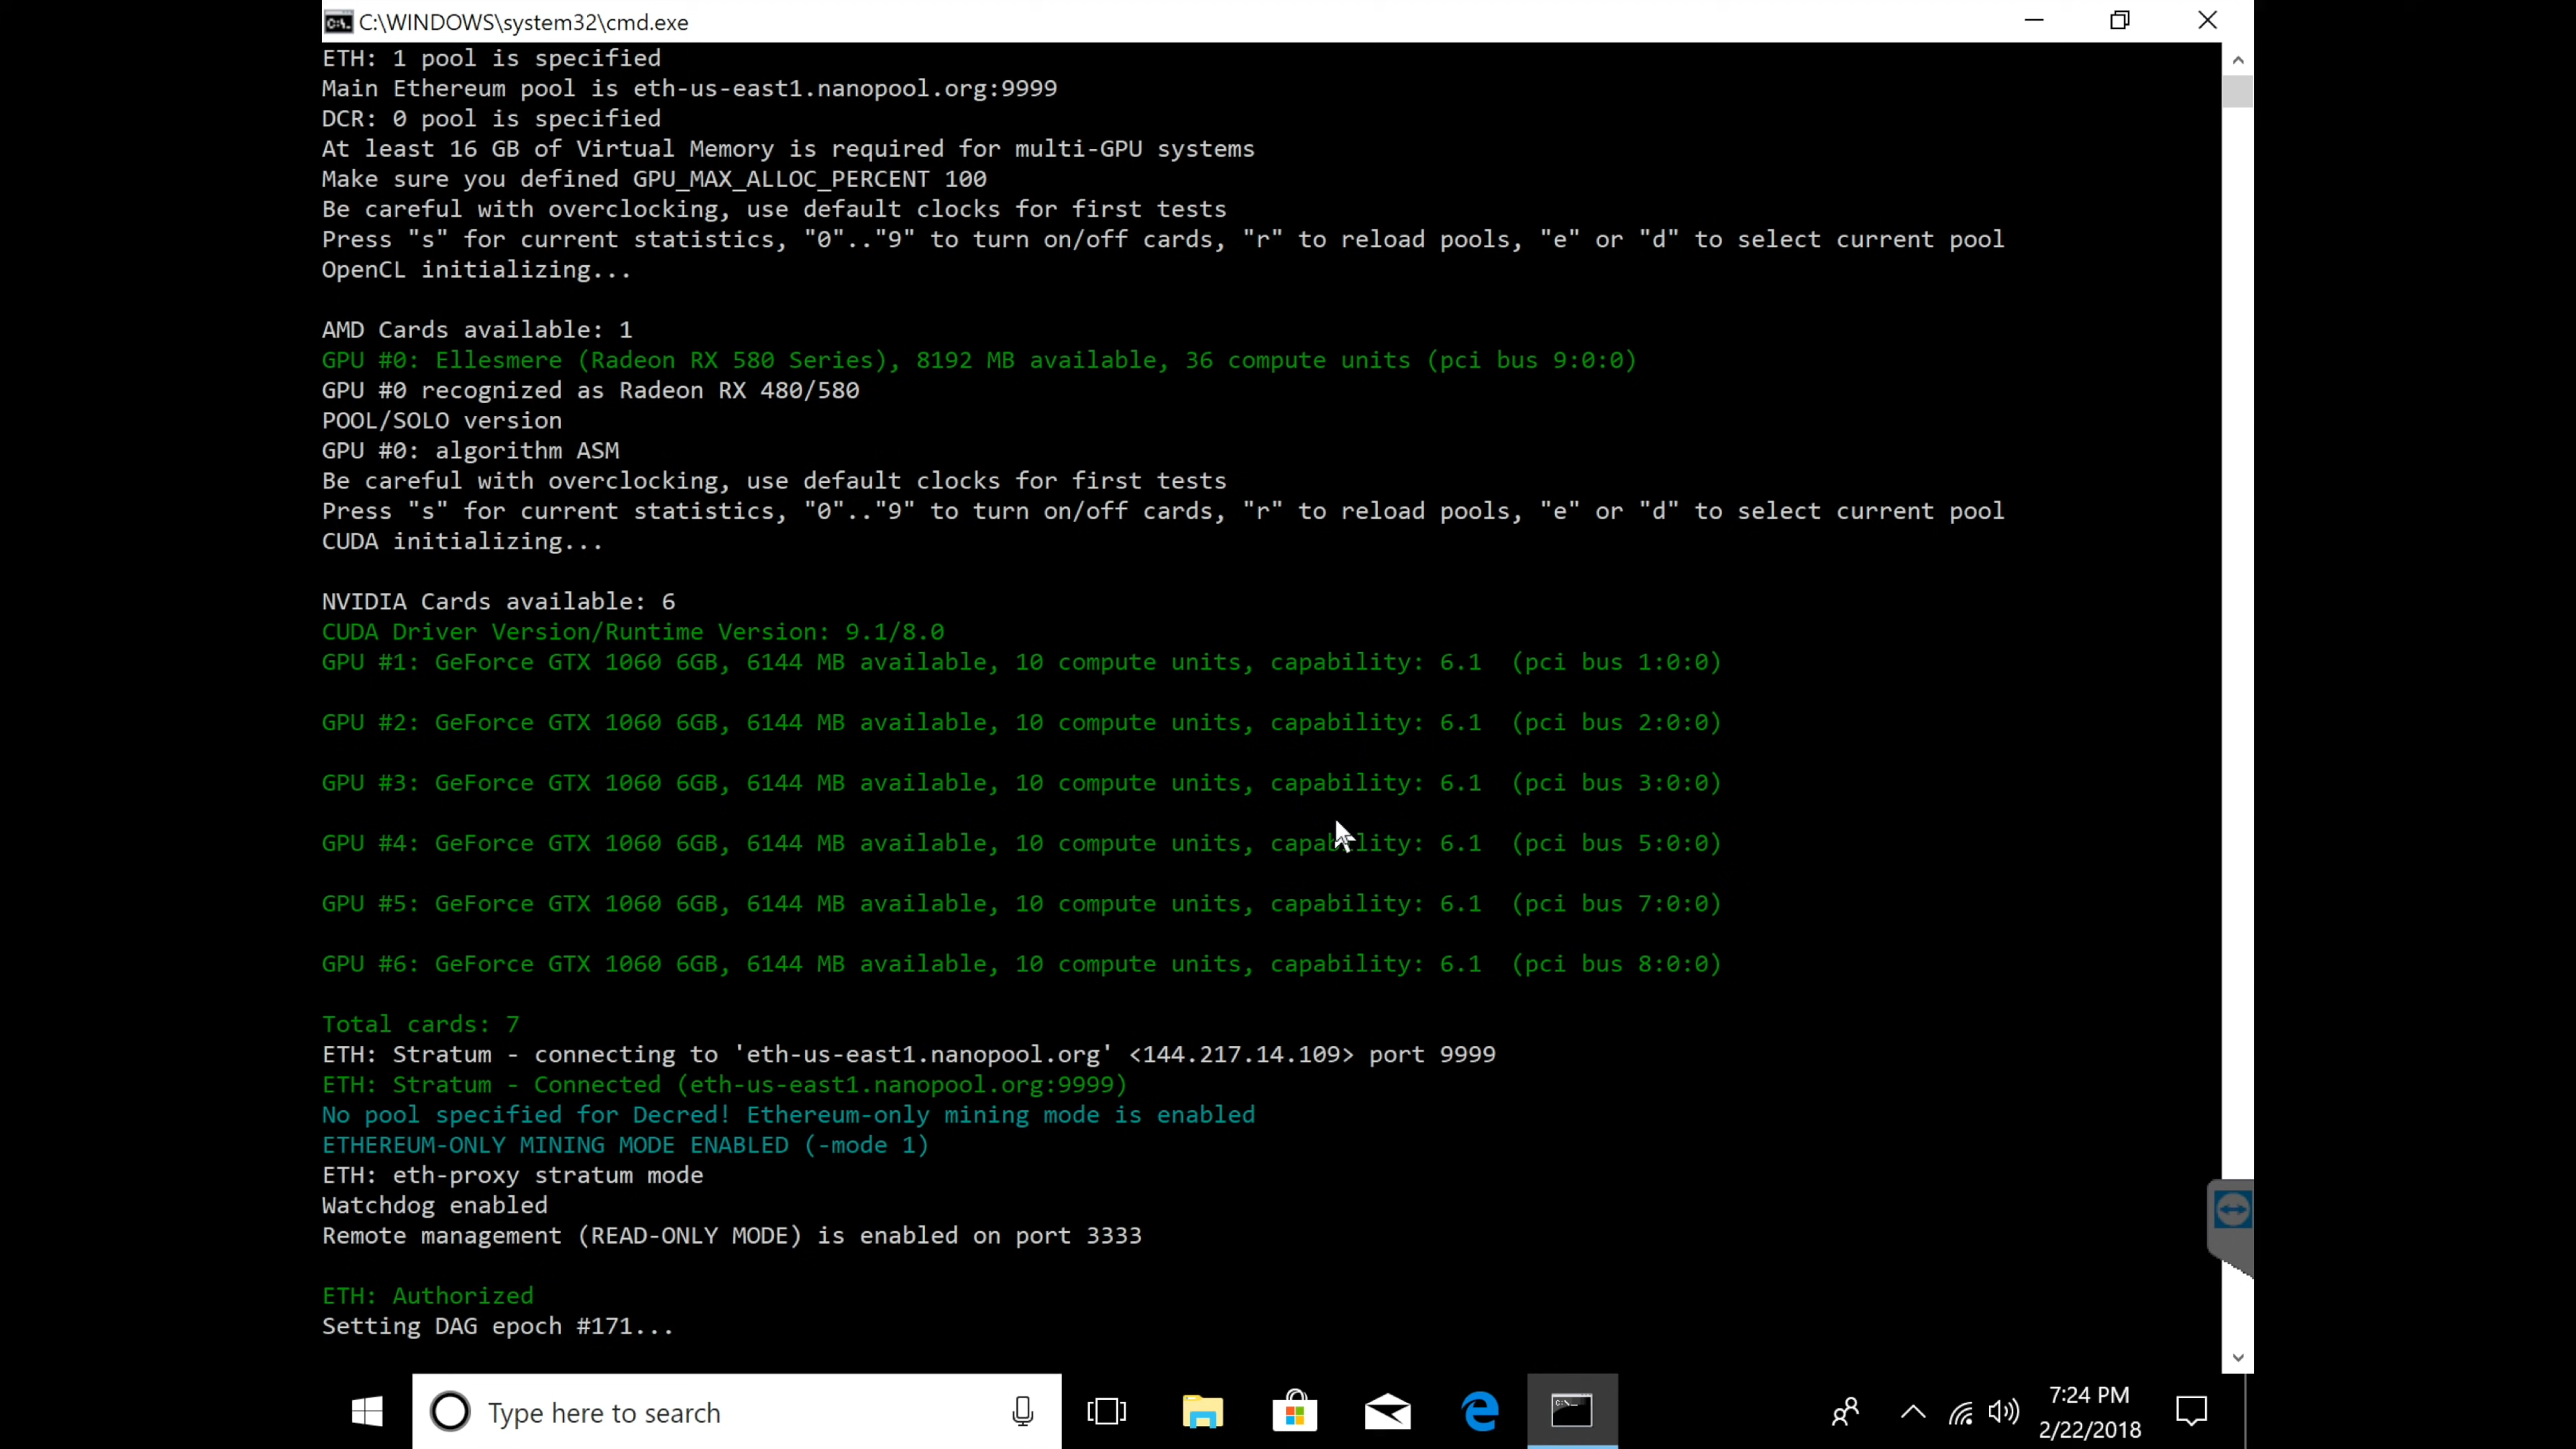 C:\WINDOWS\system32\cmd.exe
ETH: 1 pool is specified
Main Ethereum pool is eth-us-east1.nanopool.org:9999
DCR: 0 pool is specified
At least 16 GB of Virtual Memory is required for multi-GPU systems
Make sure you defined GPU_MAX_ALLOC_PERCENT 100
Be careful with overclocking, use default clocks for first tests
Press "s" for current statistics, "0".."9" to turn on/off cards, "r" to reload pools, "e" or "d" to select current pool
OpenCL initializing...
AMD Cards available: 1
GPU #0: Ellesmere (Radeon RX 580 Series), 8192 MB available, 36 compute units (pci bus 9:0:0)
GPU #0 recognized as Radeon RX 480/580
POOL/SOLO version
GPU #0: algorithm ASM
Be careful with overclocking, use default clocks for first tests
Press "s" for current statistics, "0".."9" to turn on/off cards, "r" to reload pools, "e" or "d" to select current pool
CUDA initializing...
NVIDIA Cards available: 6
CUDA Driver Version/Runtime Version: 9.1/8.0
GPU #1: GeForce GTX 1060 6GB, 6144 MB available, 10 compute units, capability: 6.1  (pci bus 1:0:0)
GPU #2: GeForce GTX 1060 6GB, 6144 MB available, 10 compute units, capability: 6.1  (pci bus 2:0:0)
GPU #3: GeForce GTX 1060 6GB, 6144 MB available, 10 compute units, capability: 6.1  (pci bus 3:0:0)
GPU #4: GeForce GTX 1060 6GB, 6144 MB available, 10 compute units, capability: 6.1  (pci bus 5:0:0)
GPU #5: GeForce GTX 1060 6GB, 6144 MB available, 10 compute units, capability: 6.1  (pci bus 7:0:0)
GPU #6: GeForce GTX 1060 6GB, 6144 MB available, 10 compute units, capability: 6.1  (pci bus 8:0:0)
Total cards: 7
ETH: Stratum - connecting to 'eth-us-east1.nanopool.org' <144.217.14.109> port 9999
ETH: Stratum - Connected (eth-us-east1.nanopool.org:9999)
No pool specified for Decred! Ethereum-only mining mode is enabled
ETHEREUM-ONLY MINING MODE ENABLED (-mode 1)
ETH: eth-proxy stratum mode
Watchdog enabled
Remote management (READ-ONLY MODE) is enabled on port 3333
ETH: Authorized
Setting DAG epoch #171...
Type here to search
7:24 PM
2/22/2018